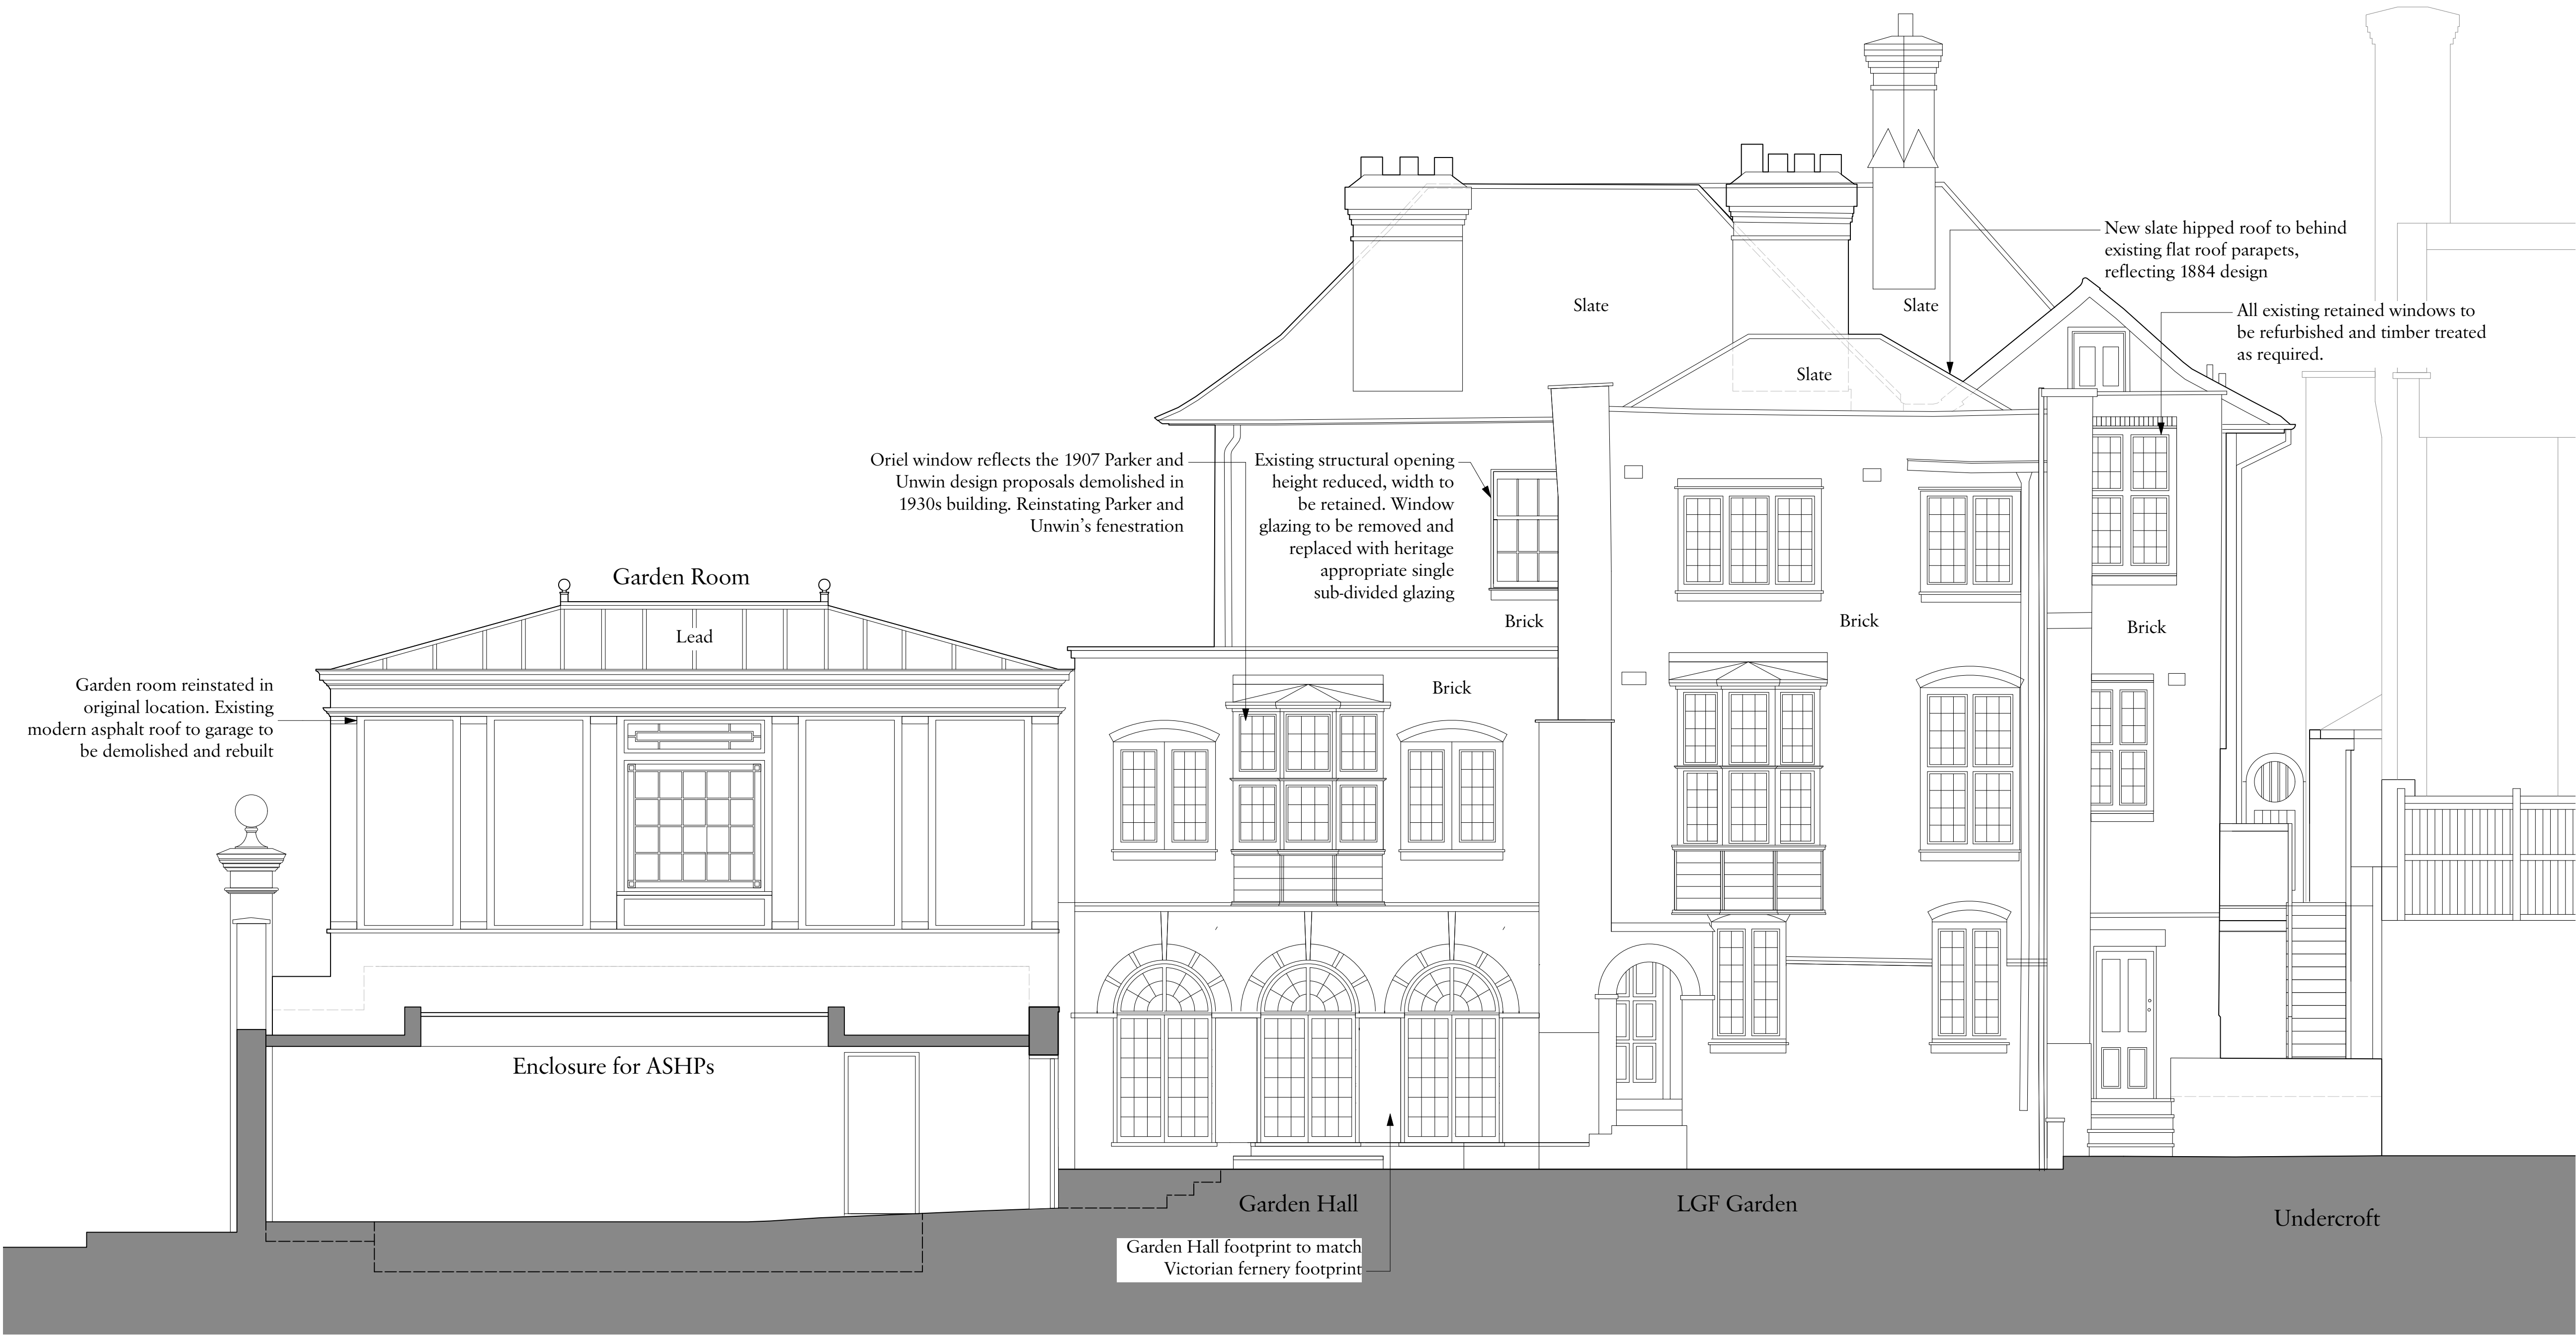 New slate hipped roof to behind
existing flat roof parapets,
reflecting 1884 design
Slate
Slate
All existing retained windows to
be refurbished and timber treated
as required.
Slate
Oriel window reflects the 1907 Parker and
Unwin design proposals demolished in
1930s building. Reinstating Parker and
Unwin’s fenestration
Existing structural opening
height reduced, width to
be retained. Window
glazing to be removed and
replaced with heritage
appropriate single
sub-divided glazing
Garden Room
Lead
Brick
Brick
Brick
Garden room reinstated in
original location. Existing
modern asphalt roof to garage to
be demolished and rebuilt
Brick
Enclosure for ASHPs
Garden Hall
LGF Garden
Undercroft
Garden Hall footprint to match
Victorian fernery footprint